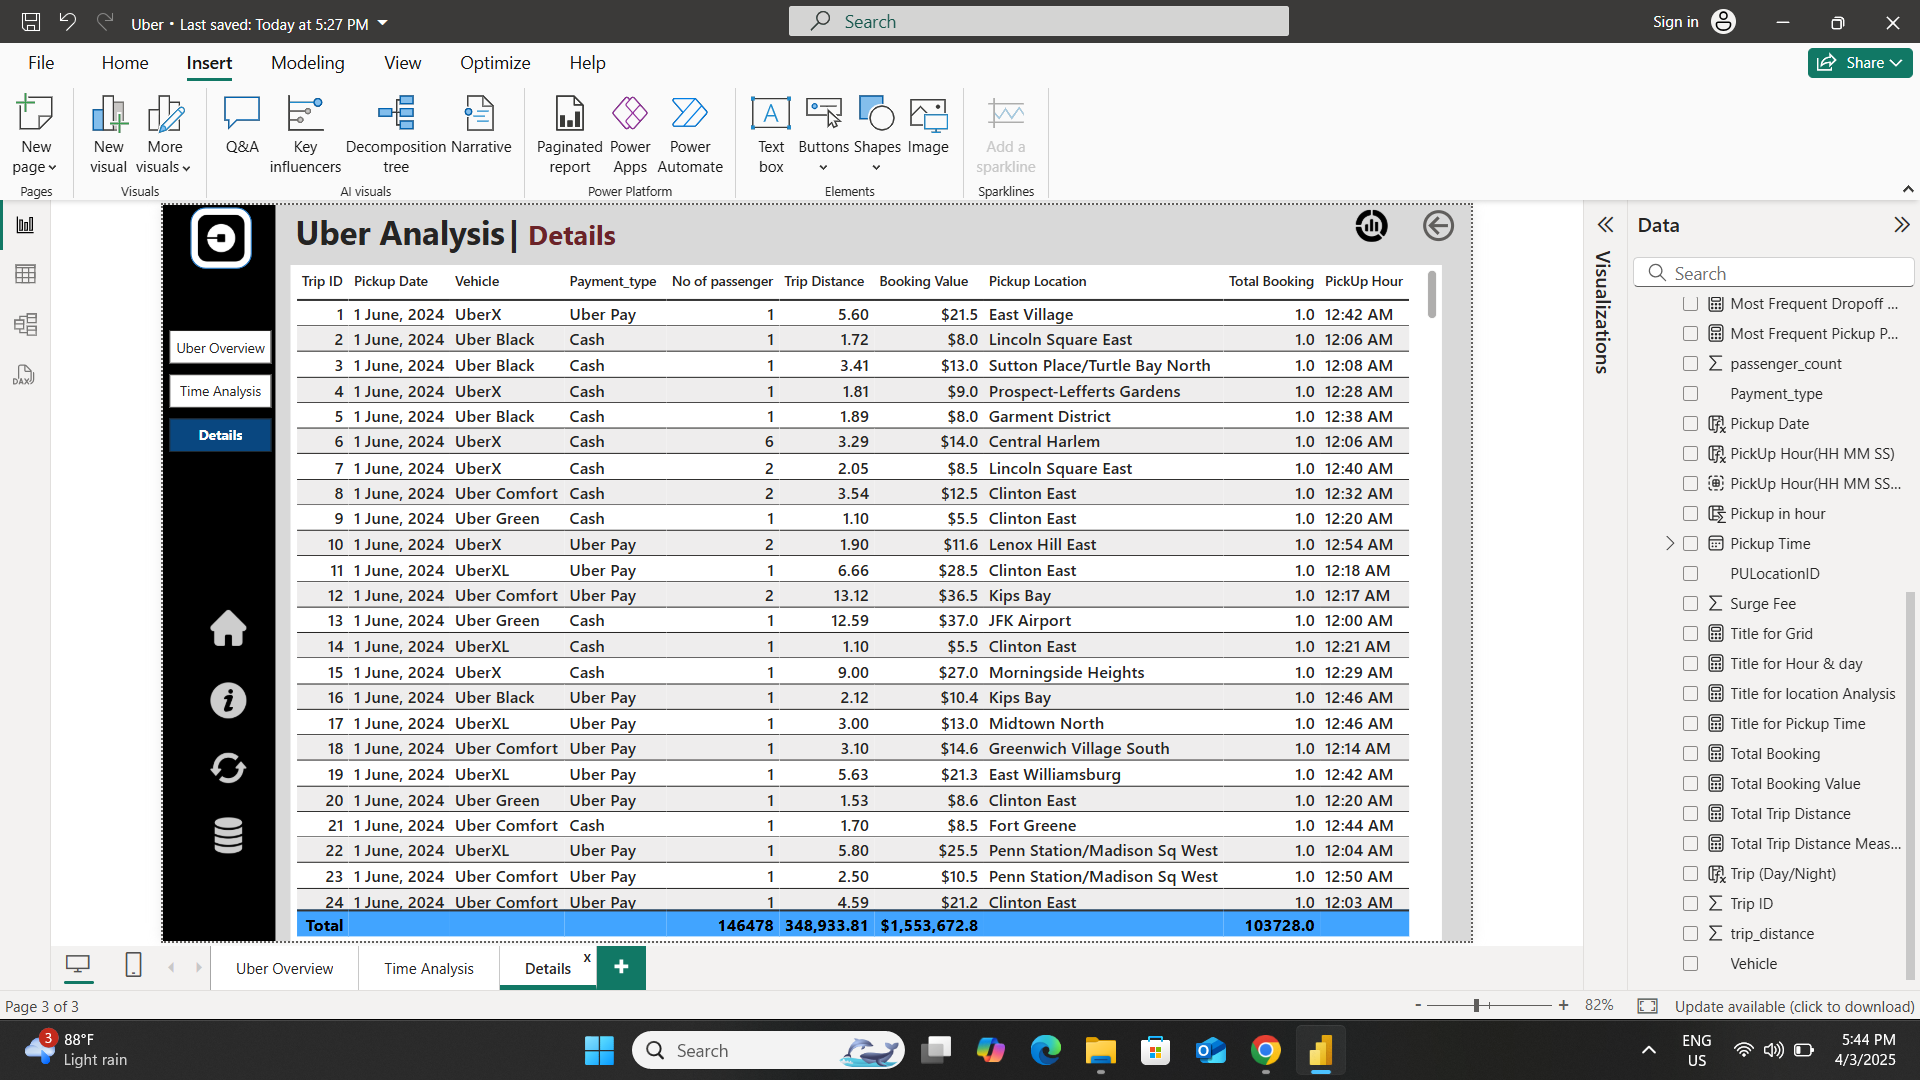 Uber • Last saved: Today at 5:27 PM
Search
Sign in
File Home Insert Modeling View Optimize Help
Share
New page
New visual
More visuals
Q&A
Key influencers
Decomposition tree
Narrative
Paginated report
Power Apps
Power Automate
Text box
Buttons
Shapes
Image
Add a sparkline
Pages Visuals AI visuals Power Platform Elements Sparklines
Uber Analysis| Details
Uber Overview
Time Analysis
Details
Trip ID Pickup Date Vehicle Payment_type No of passenger Trip Distance Booking Value Pickup Location Total Booking PickUp Hour
1 1 June, 2024 UberX Uber Pay 1 5.60 $21.5 East Village 1.0 12:42 AM
2 1 June, 2024 Uber Black Cash 1 1.72 $8.0 Lincoln Square East 1.0 12:06 AM
3 1 June, 2024 Uber Black Cash 1 3.41 $13.0 Sutton Place/Turtle Bay North 1.0 12:08 AM
4 1 June, 2024 UberX Cash 1 1.81 $9.0 Prospect-Lefferts Gardens 1.0 12:28 AM
5 1 June, 2024 Uber Black Cash 1 1.89 $8.0 Garment District 1.0 12:38 AM
6 1 June, 2024 UberX Cash 6 3.29 $14.0 Central Harlem 1.0 12:06 AM
7 1 June, 2024 UberX Cash 2 2.05 $8.5 Lincoln Square East 1.0 12:40 AM
8 1 June, 2024 Uber Comfort Cash 2 3.54 $12.5 Clinton East 1.0 12:32 AM
9 1 June, 2024 Uber Green Cash 1 1.10 $5.5 Clinton East 1.0 12:20 AM
10 1 June, 2024 UberX Uber Pay 2 1.90 $11.6 Lenox Hill East 1.0 12:54 AM
11 1 June, 2024 UberXL Uber Pay 1 6.66 $28.5 Clinton East 1.0 12:18 AM
12 1 June, 2024 Uber Comfort Uber Pay 2 13.12 $36.5 Kips Bay 1.0 12:17 AM
13 1 June, 2024 Uber Green Cash 1 12.59 $37.0 JFK Airport 1.0 12:00 AM
14 1 June, 2024 UberXL Cash 1 1.10 $5.5 Clinton East 1.0 12:21 AM
15 1 June, 2024 UberX Cash 1 9.00 $27.0 Morningside Heights 1.0 12:29 AM
16 1 June, 2024 Uber Black Uber Pay 1 2.12 $10.4 Kips Bay 1.0 12:46 AM
17 1 June, 2024 UberXL Uber Pay 1 3.00 $13.0 Midtown North 1.0 12:46 AM
18 1 June, 2024 Uber Comfort Uber Pay 1 3.10 $14.6 Greenwich Village South 1.0 12:14 AM
19 1 June, 2024 UberXL Uber Pay 1 5.63 $21.3 East Williamsburg 1.0 12:42 AM
20 1 June, 2024 Uber Green Uber Pay 1 1.53 $8.6 Clinton East 1.0 12:20 AM
21 1 June, 2024 Uber Comfort Cash 1 1.70 $8.5 Fort Greene 1.0 12:44 AM
22 1 June, 2024 UberXL Uber Pay 1 5.80 $25.5 Penn Station/Madison Sq West 1.0 12:04 AM
23 1 June, 2024 Uber Comfort Uber Pay 1 2.50 $10.5 Penn Station/Madison Sq West 1.0 12:50 AM
24 1 June, 2024 Uber Comfort Uber Pay 1 4.59 $21.2 Clinton East 1.0 12:03 AM
Total 146478 348,933.81 $1,553,672.8 103728.0
Visualizations
Data
Search
Most Frequent Dropoff ...
Most Frequent Pickup P...
passenger_count
Payment_type
Pickup Date
PickUp Hour(HH MM SS)
PickUp Hour(HH MM SS...
Pickup in hour
Pickup Time
PULocationID
Surge Fee
Title for Grid
Title for Hour & day
Title for location Analysis
Title for Pickup Time
Total Booking
Total Booking Value
Total Trip Distance
Total Trip Distance Meas...
Trip (Day/Night)
Trip ID
trip_distance
Vehicle
Uber Overview Time Analysis Details x +
Page 3 of 3
- + 82%
Update available (click to download)
3
88°F
Light rain
Search
ENG
US
5:44 PM
4/3/2025